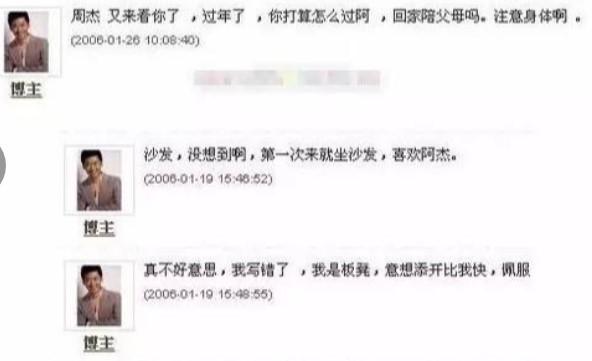 周杰 又来看你了 ，过年了 ，你打算怎么过阿 ，回家陪父母吗。注意身体啊 。
(2006-01-26 10:08:40)
博主
沙发，没想到啊，第一次来就坐沙发，喜欢阿杰。
(2006-01-19 15:46:52)
博主
真不好意思，我写错了 ，我是板凳，意想添开比我快，佩服
(2006-01-19 15:48:55)
博主